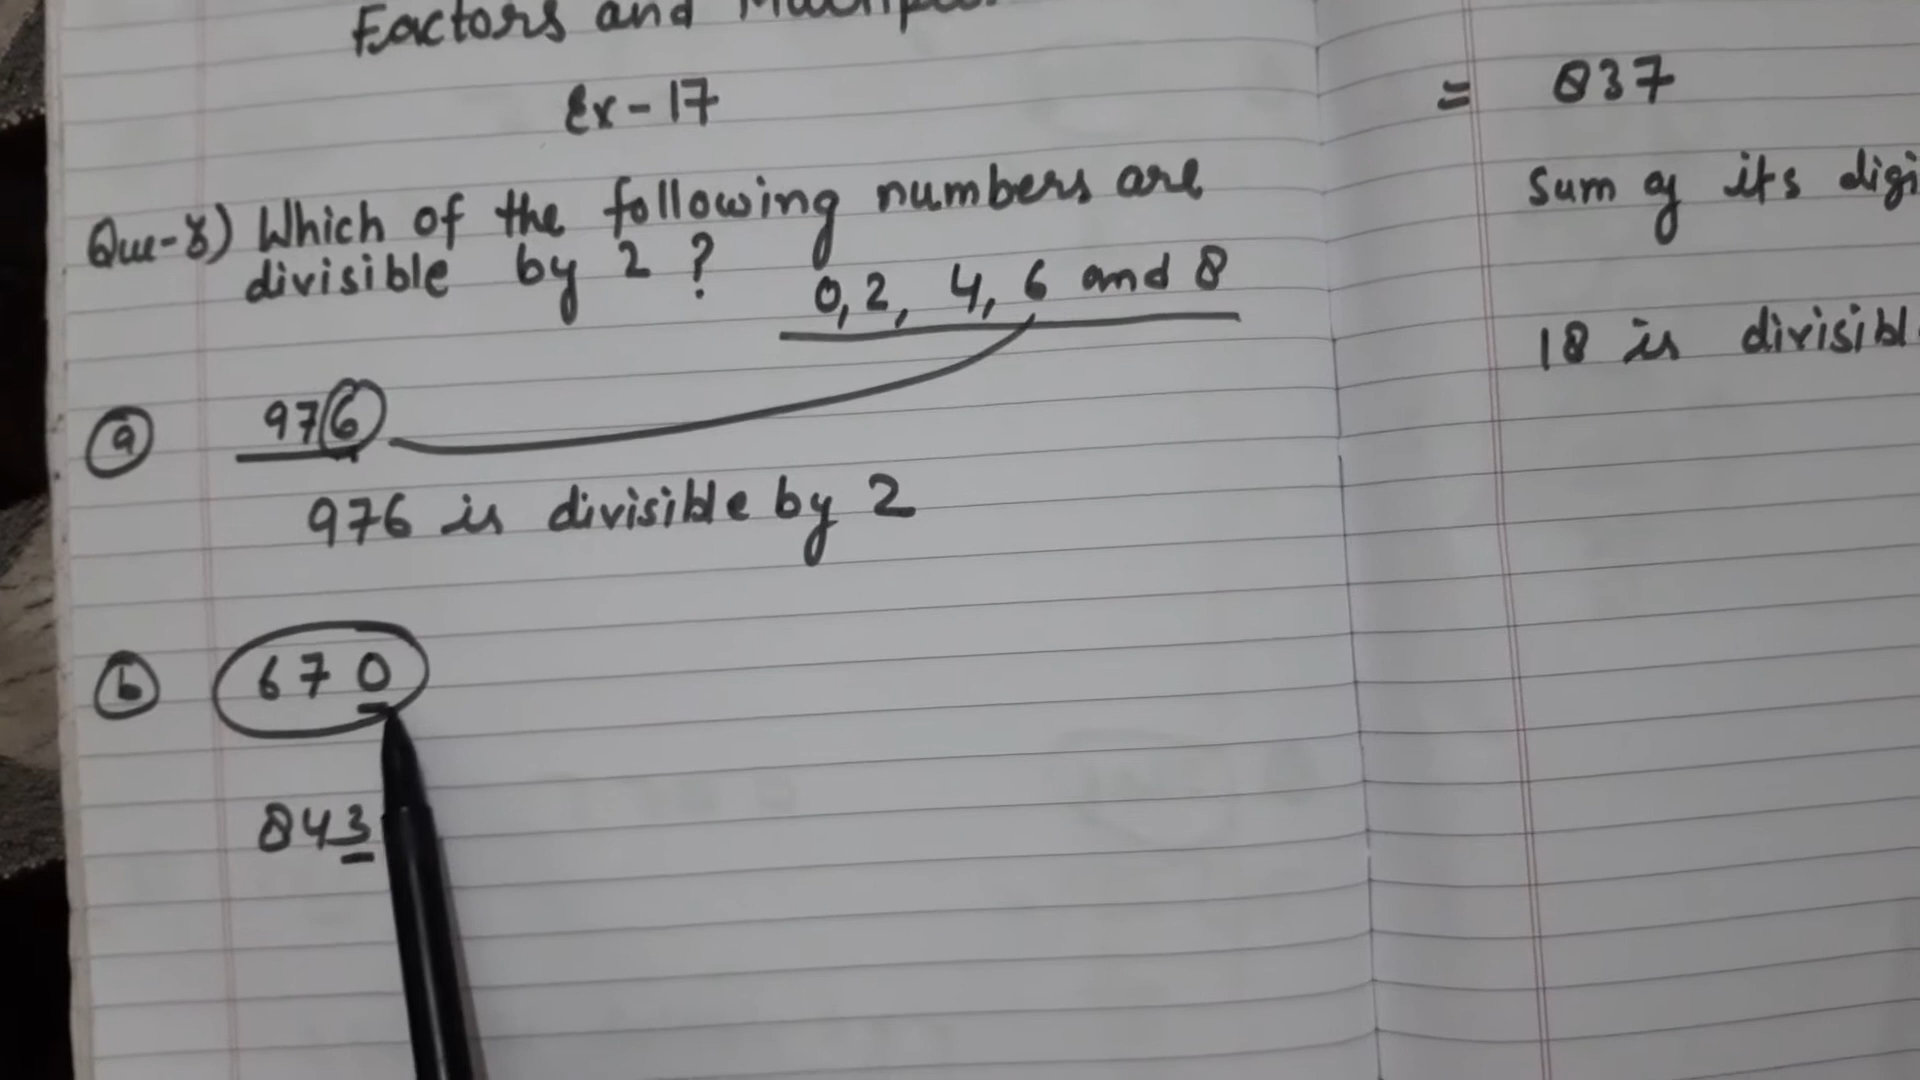 Factors and
Ex-17
Que-8) Which of the following numbers are
divisible by 2 ?
0, 2, 4, 6 and 8
(a) 976
976 is divisible by 2
(b) 670
843
= 837
Sum of its digi
18 is divisibl